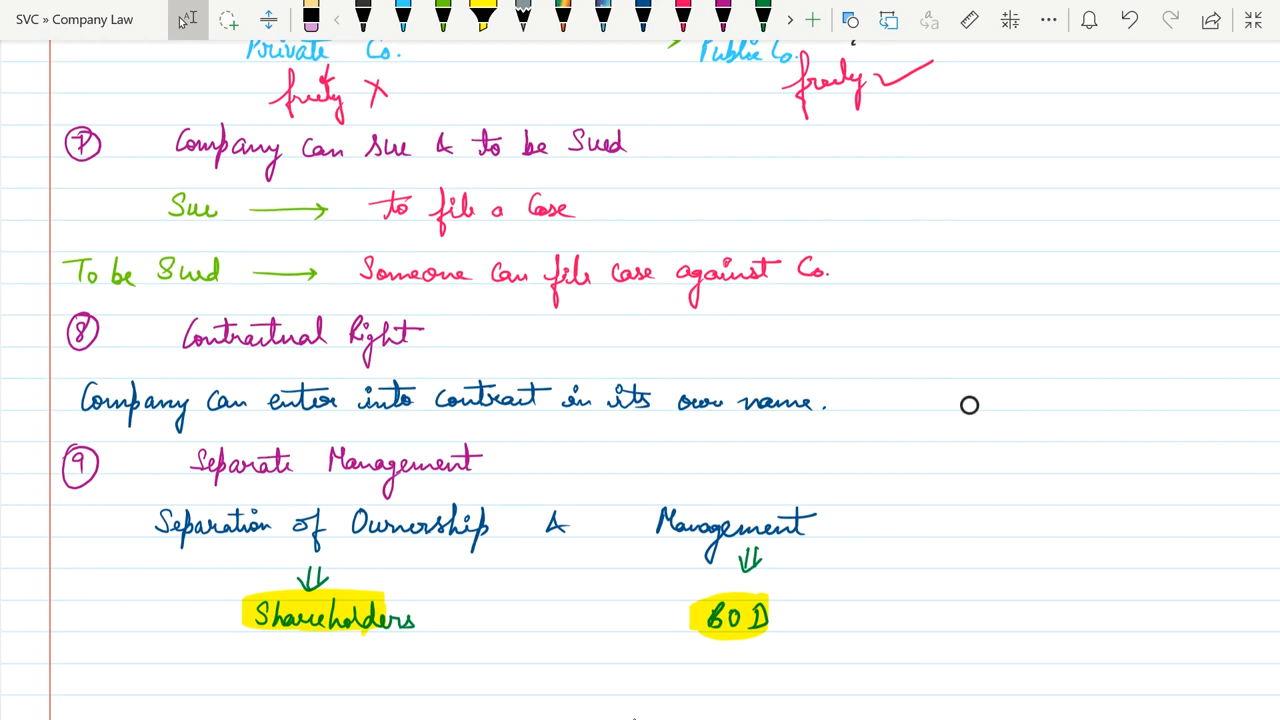 SVC » Company Law
Private Co. Public Co.
freely X freely ✓
⑦ Company can sue & to be Sued
Sue → to file a Case
To be Sued → Someone can file case against Co.
⑧ Contractual Right
Company can enter into contract in its own name.
⑨ Separate Management
Separation of Ownership & Management
Shareholders BOD